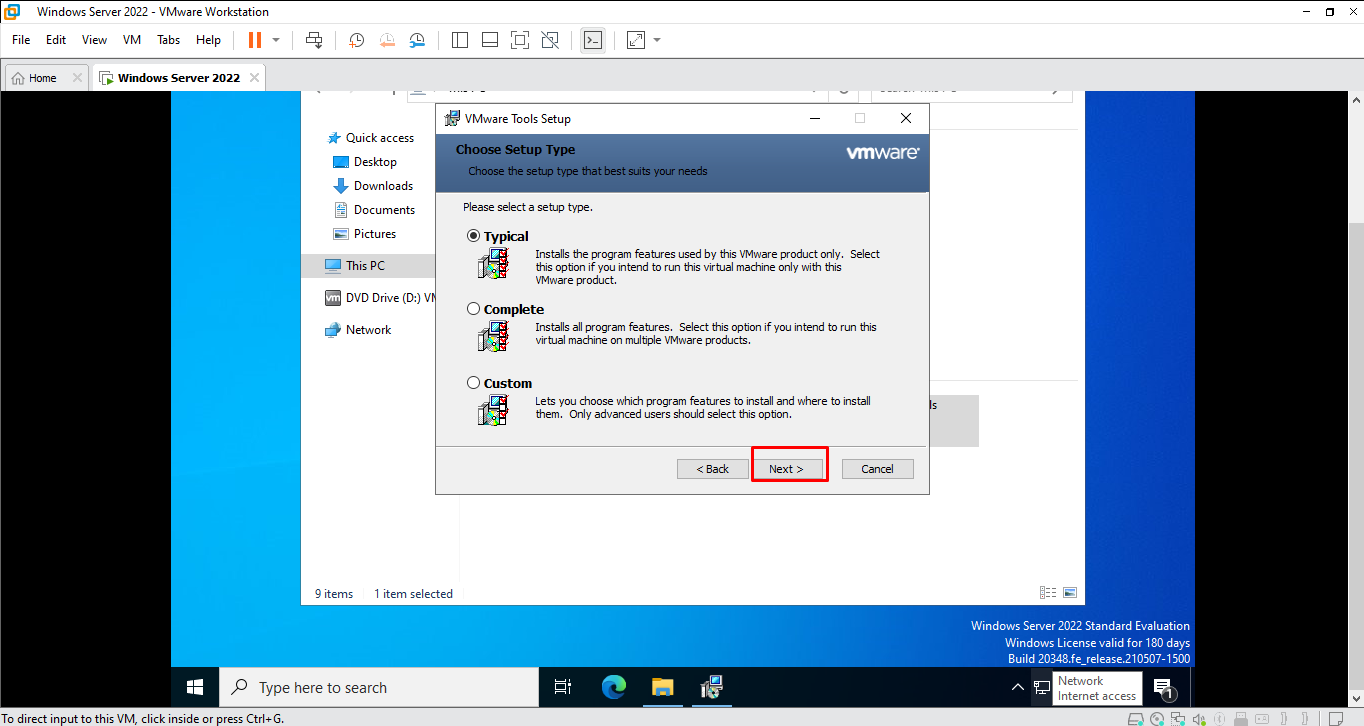 Windows Server 2022 - VMware Workstation
File Edit View VM Tabs Help
Home
Windows Server 2022
VMware Tools Setup
Choose Setup Type
Choose the setup type that best suits your needs
vmware
Please select a setup type.
Typical
Installs the program features used by this VMware product only. Select
this option if you intend to run this virtual machine only with this
VMware product.
Complete
Installs all program features. Select this option if you intend to run this
virtual machine on multiple VMware products.
Custom
Lets you choose which program features to install and where to install
them. Only advanced users should select this option.
< Back
Next >
Cancel
Quick access
Desktop
Downloads
Documents
Pictures
This PC
vm
DVD Drive (D:) VM
Network
9 items 1 item selected
Windows Server 2022 Standard Evaluation
Windows License valid for 180 days
Build 20348.fe_release.210507-1500
Type here to search
Network
Internet access
1
To direct input to this VM, click inside or press Ctrl+G.